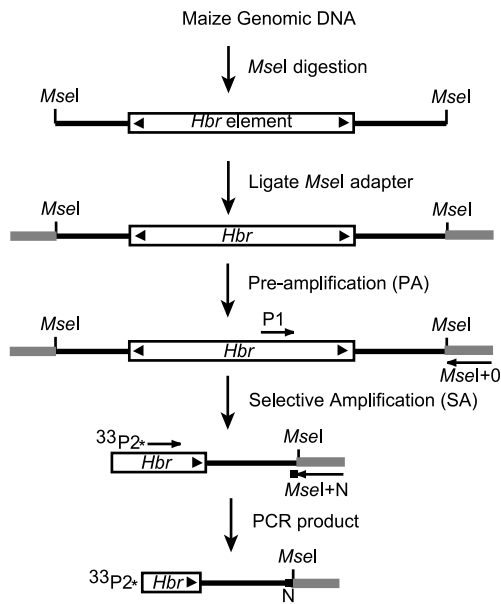 Maize Genomic DNA
MseI digestion
MseI MseI
Hbr element
Ligate MseI adapter
MseI MseI
Hbr
Pre-amplification (PA)
P1
MseI
Hbr
MseI+0
Selective Amplification (SA)
33P2*
MseI
Hbr
MseI+N
PCR product
MseI
33P2* Hbr
N